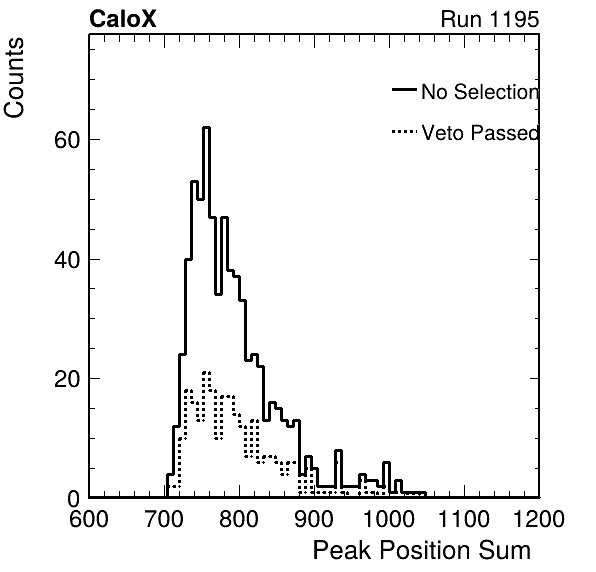 CaloX Run 1195
Counts
No Selection
Veto Passed
60
40
20
0
600 700 800 900 1000 1100 1200
Peak Position Sum